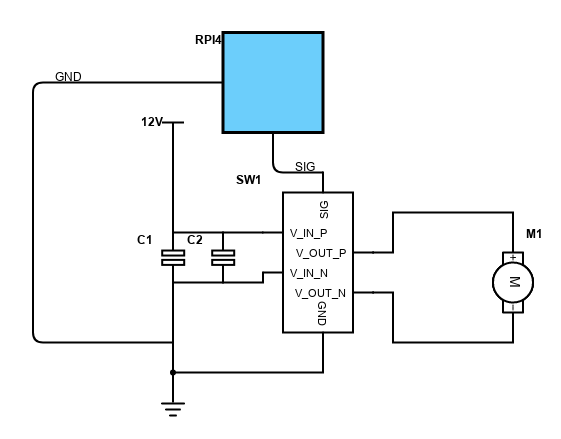 RPI4
GND
12V
SIG
SW1
SIG
C1
C2
V_IN_P
V_OUT_P
V_IN_N
V_OUT_N
GND
M1
+
M
-